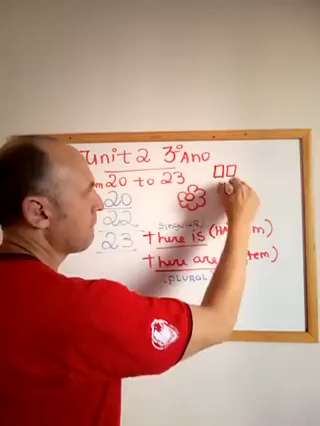 Unit 2 3º Ano
20 to 23
20
22
23
SINGULAR
There is
There are
PLURAL